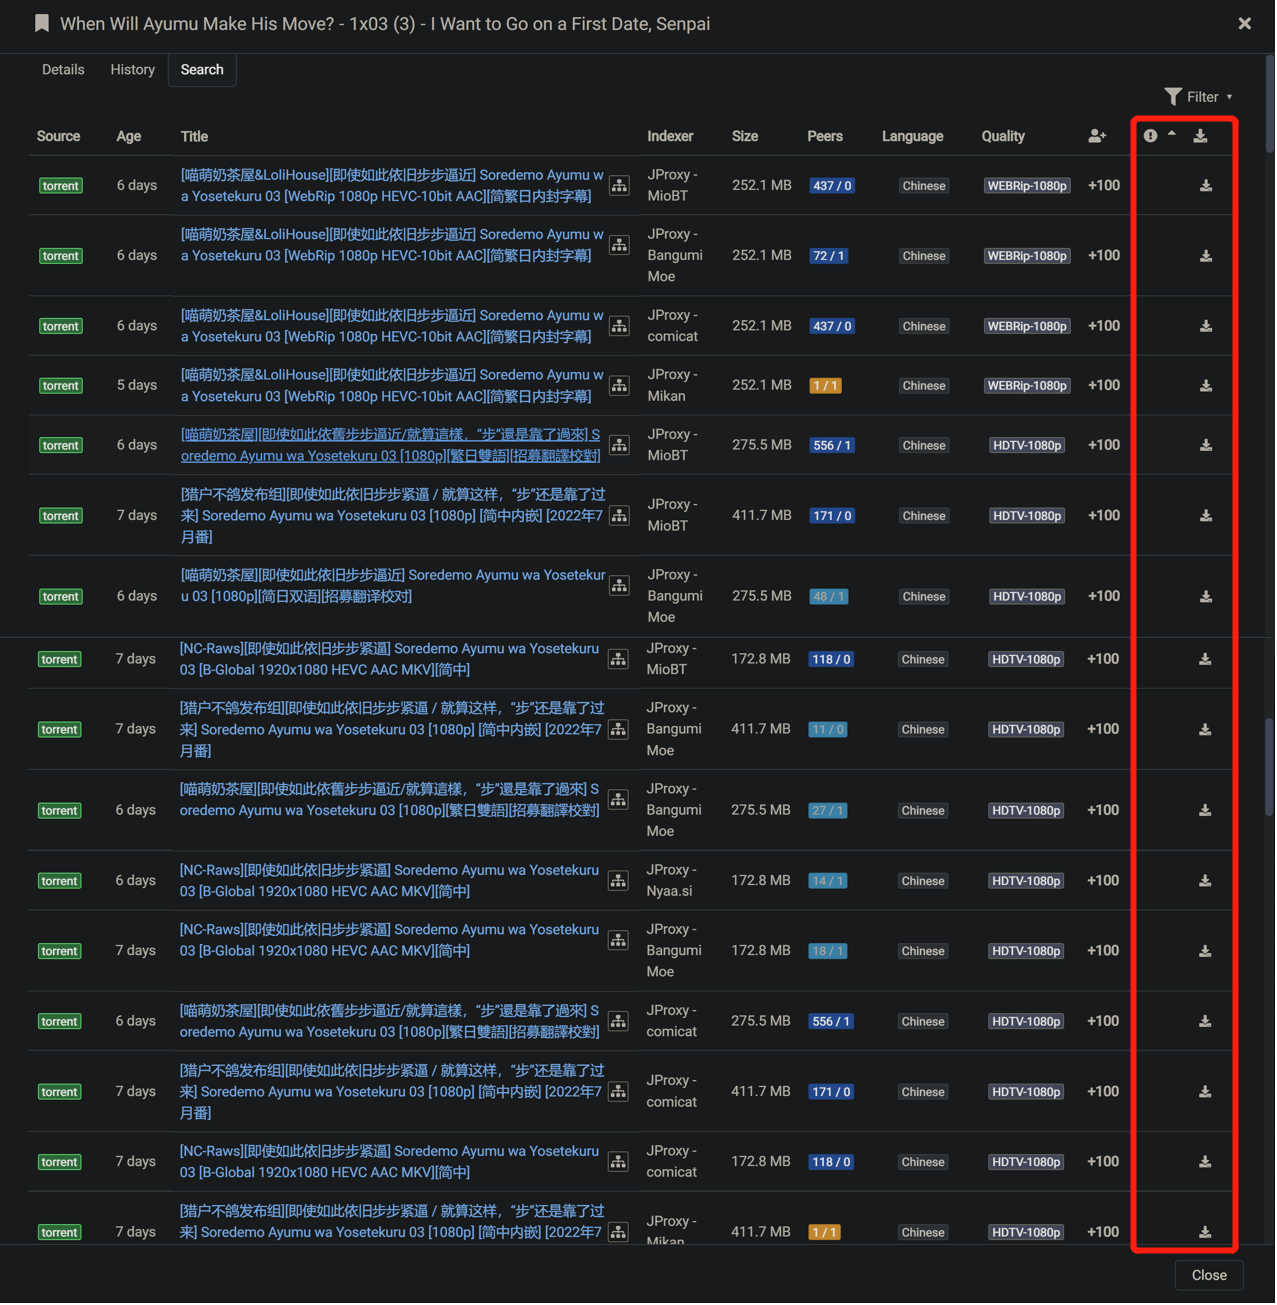 When Will Ayumu Make His Move? - 1x03 (3) - I Want to Go on a First Date, Senpai
Details History Search
Filter
Source Age Title Indexer Size Peers Language Quality
torrent 6 days [喵萌奶茶屋&LoliHouse][即使如此依旧步步逼近] Soredemo Ayumu w JProxy - 252.1 MB 437 / 0 Chinese WEBRip-1080p +100
a Yosetekuru 03 [WebRip 1080p HEVC-10bit AAC][简繁日内封字幕] MioBT
torrent 6 days [喵萌奶茶屋&LoliHouse][即使如此依旧步步逼近] Soredemo Ayumu w JProxy - 252.1 MB 72 / 1 Chinese WEBRip-1080p +100
a Yosetekuru 03 [WebRip 1080p HEVC-10bit AAC][简繁日内封字幕] Bangumi
Moe
torrent 6 days [喵萌奶茶屋&LoliHouse][即使如此依旧步步逼近] Soredemo Ayumu w JProxy - 252.1 MB 437 / 0 Chinese WEBRip-1080p +100
a Yosetekuru 03 [WebRip 1080p HEVC-10bit AAC][简繁日内封字幕] comicat
torrent 5 days [喵萌奶茶屋&LoliHouse][即使如此依旧步步逼近] Soredemo Ayumu w JProxy - 252.1 MB 1 / 1 Chinese WEBRip-1080p +100
a Yosetekuru 03 [WebRip 1080p HEVC-10bit AAC][简繁日内封字幕] Mikan
torrent 6 days [喵萌奶茶屋][即使如此依舊步步逼近/就算這樣，“步”還是靠了過來] S JProxy - 275.5 MB 556 / 1 Chinese HDTV-1080p +100
oredemo Ayumu wa Yosetekuru 03 [1080p][繁日雙語][招募翻譯校對] MioBT
torrent 7 days [猎户不鸽发布组][即使如此依旧步步紧逼 / 就算这样，“步”还是靠了过 JProxy - 411.7 MB 171 / 0 Chinese HDTV-1080p +100
来] Soredemo Ayumu wa Yosetekuru 03 [1080p] [简中内嵌] [2022年7 MioBT
月番]
torrent 6 days [喵萌奶茶屋][即使如此依旧步步逼近] Soredemo Ayumu wa Yosetekur JProxy - 275.5 MB 48 / 1 Chinese HDTV-1080p +100
u 03 [1080p][简日双语][招募翻译校对] Bangumi
Moe
torrent 7 days [NC-Raws][即使如此依旧步步紧逼] Soredemo Ayumu wa Yosetekuru JProxy - 172.8 MB 118 / 0 Chinese HDTV-1080p +100
03 [B-Global 1920x1080 HEVC AAC MKV][简中] MioBT
torrent 7 days [猎户不鸽发布组][即使如此依旧步步紧逼 / 就算这样，“步”还是靠了过 JProxy - 411.7 MB 11 / 0 Chinese HDTV-1080p +100
来] Soredemo Ayumu wa Yosetekuru 03 [1080p] [简中内嵌] [2022年7 Bangumi
月番] Moe
torrent 6 days [喵萌奶茶屋][即使如此依舊步步逼近/就算這樣，“步”還是靠了過來] S JProxy - 275.5 MB 27 / 1 Chinese HDTV-1080p +100
oredemo Ayumu wa Yosetekuru 03 [1080p][繁日雙語][招募翻譯校對] Bangumi
Moe
torrent 6 days [NC-Raws][即使如此依旧步步紧逼] Soredemo Ayumu wa Yosetekuru JProxy - 172.8 MB 14 / 1 Chinese HDTV-1080p +100
03 [B-Global 1920x1080 HEVC AAC MKV][简中] Nyaa.si
torrent 7 days [NC-Raws][即使如此依旧步步紧逼] Soredemo Ayumu wa Yosetekuru JProxy - 172.8 MB 18 / 1 Chinese HDTV-1080p +100
03 [B-Global 1920x1080 HEVC AAC MKV][简中] Bangumi
Moe
torrent 6 days [喵萌奶茶屋][即使如此依舊步步逼近/就算這樣，“步”還是靠了過來] S JProxy - 275.5 MB 556 / 1 Chinese HDTV-1080p +100
oredemo Ayumu wa Yosetekuru 03 [1080p][繁日雙語][招募翻譯校對] comicat
torrent 7 days [猎户不鸽发布组][即使如此依旧步步紧逼 / 就算这样，“步”还是靠了过 JProxy - 411.7 MB 171 / 0 Chinese HDTV-1080p +100
来] Soredemo Ayumu wa Yosetekuru 03 [1080p] [简中内嵌] [2022年7 comicat
月番]
torrent 7 days [NC-Raws][即使如此依旧步步紧逼] Soredemo Ayumu wa Yosetekuru JProxy - 172.8 MB 118 / 0 Chinese HDTV-1080p +100
03 [B-Global 1920x1080 HEVC AAC MKV][简中] comicat
torrent 7 days [猎户不鸽发布组][即使如此依旧步步紧逼 / 就算这样，“步”还是靠了过 JProxy - 411.7 MB 1 / 1 Chinese HDTV-1080p +100
来] Soredemo Ayumu wa Yosetekuru 03 [1080p] [简中内嵌] [2022年7 Mikan
Close